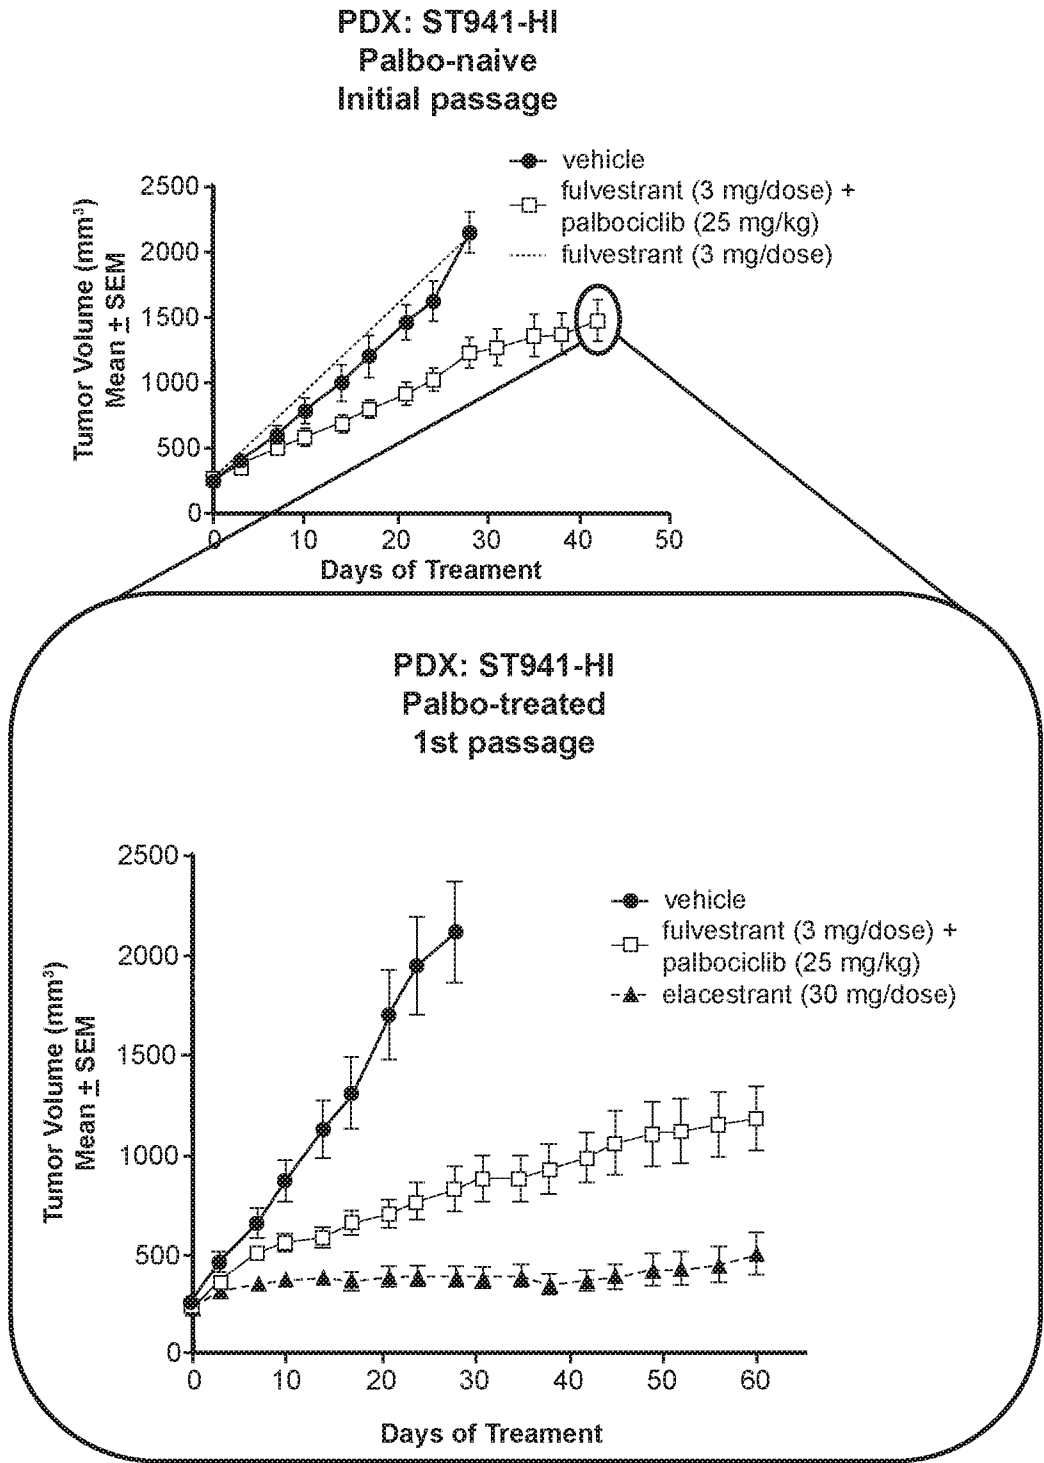 PDX: ST941-HI
Palbo-naive
Initial passage
vehicle
fulvestrant (3 mg/dose) +
palbociclib (25 mg/kg)
fulvestrant (3 mg/dose)
Tumor Volume (mm³)
Mean ± SEM
2500
2000
1500
1000
500
0
0 10 20 30 40 50
Days of Treament
PDX: ST941-HI
Palbo-treated
1st passage
vehicle
fulvestrant (3 mg/dose) +
palbociclib (25 mg/kg)
elacestrant (30 mg/dose)
Tumor Volume (mm³)
Mean ± SEM
2500
2000
1500
1000
500
0
0 10 20 30 40 50 60
Days of Treament